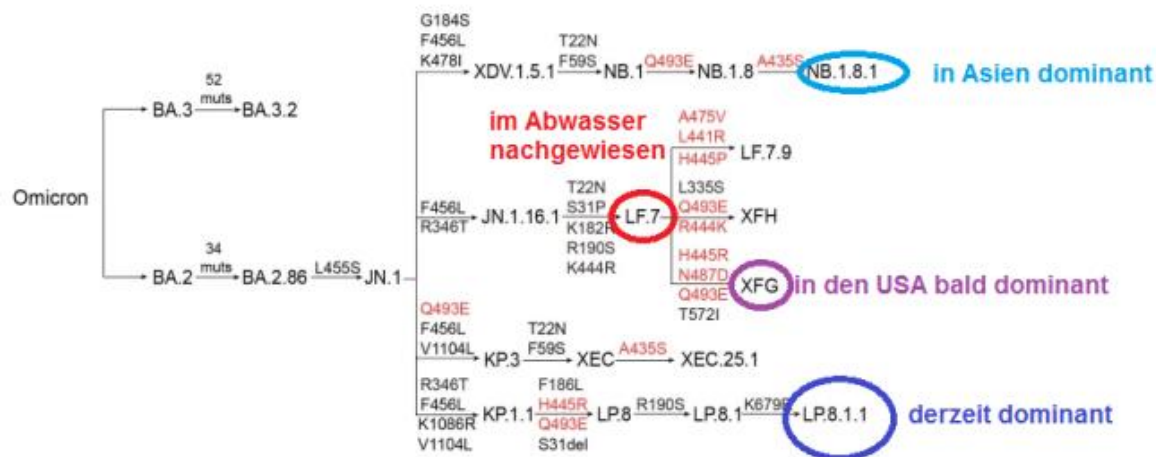 G184S
F456L
K478I
XDV.1.5.1
T22N
F59S
NB.1
Q493E
NB.1.8
A435S
NB.1.8.1
in Asien dominant
52
muts
BA.3
BA.3.2
im Abwasser
nachgewiesen
A475V
L441R
H445P
LF.7.9
Omicron
F456L
R346T
JN.1.16.1
T22N
S31P
K182R
R190S
K444R
LF.7
L335S
Q493E
R444K
XFH
34
muts
BA.2
BA.2.86
L455S
JN.1
H445R
N487D
Q493E
T572I
XFG
in den USA bald dominant
Q493E
F456L
V1104L
KP.3
T22N
F59S
XEC
A435S
XEC.25.1
R346T
F456L
K1086R
V1104L
KP.1.1
F186L
H445R
Q493E
S31del
LP.8
R190S
LP.8.1
LP.8.1.1
derzeit dominant